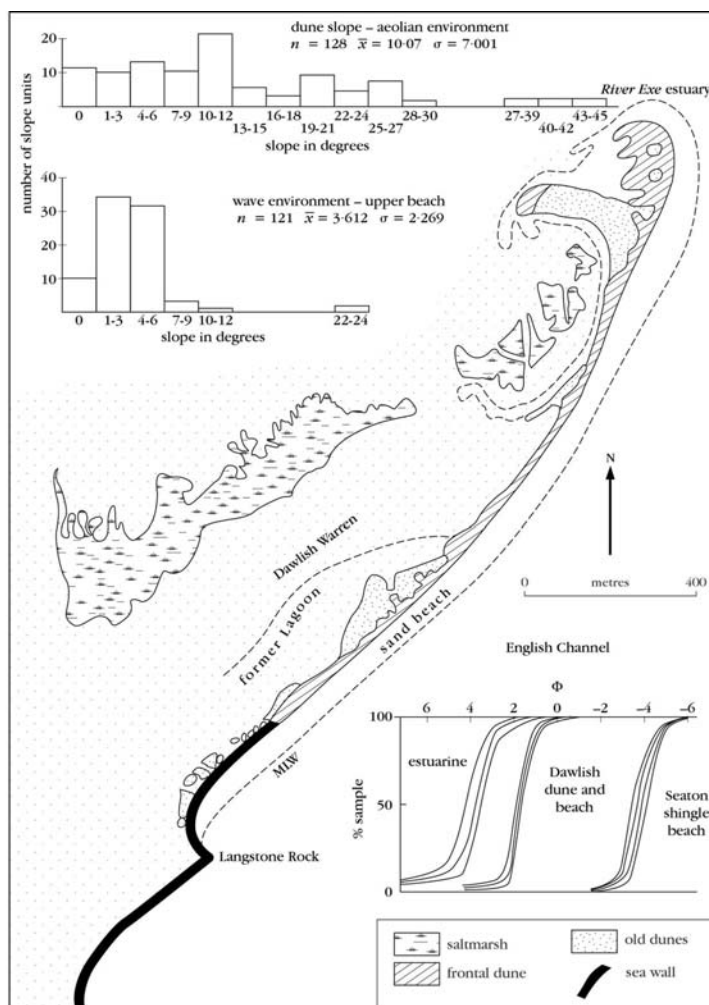 dune slope – aeolian environment
n = 128 x̄ = 10·07 σ = 7·001
20
10
0 1-3 4-6 7-9 10-12 13-15 16-18 19-21 22-24 25-27 28-30 27-39 40-42 43-45
slope in degrees
number of slope units
River Exe estuary
wave environment – upper beach
n = 121 x̄ = 3·612 σ = 2·269
40
30
20
10
0 1-3 4-6 7-9 10-12 22-24
slope in degrees
N
0 metres 400
Dawlish Warren
former Lagoon
sand beach
English Channel
MLW
Langstone Rock
Φ
6 4 2 0 -2 -4 -6
100
50
0
% sample
estuarine
Dawlish
dune and
beach
Seaton
shingle
beach
saltmarsh
old dunes
frontal dune
sea wall